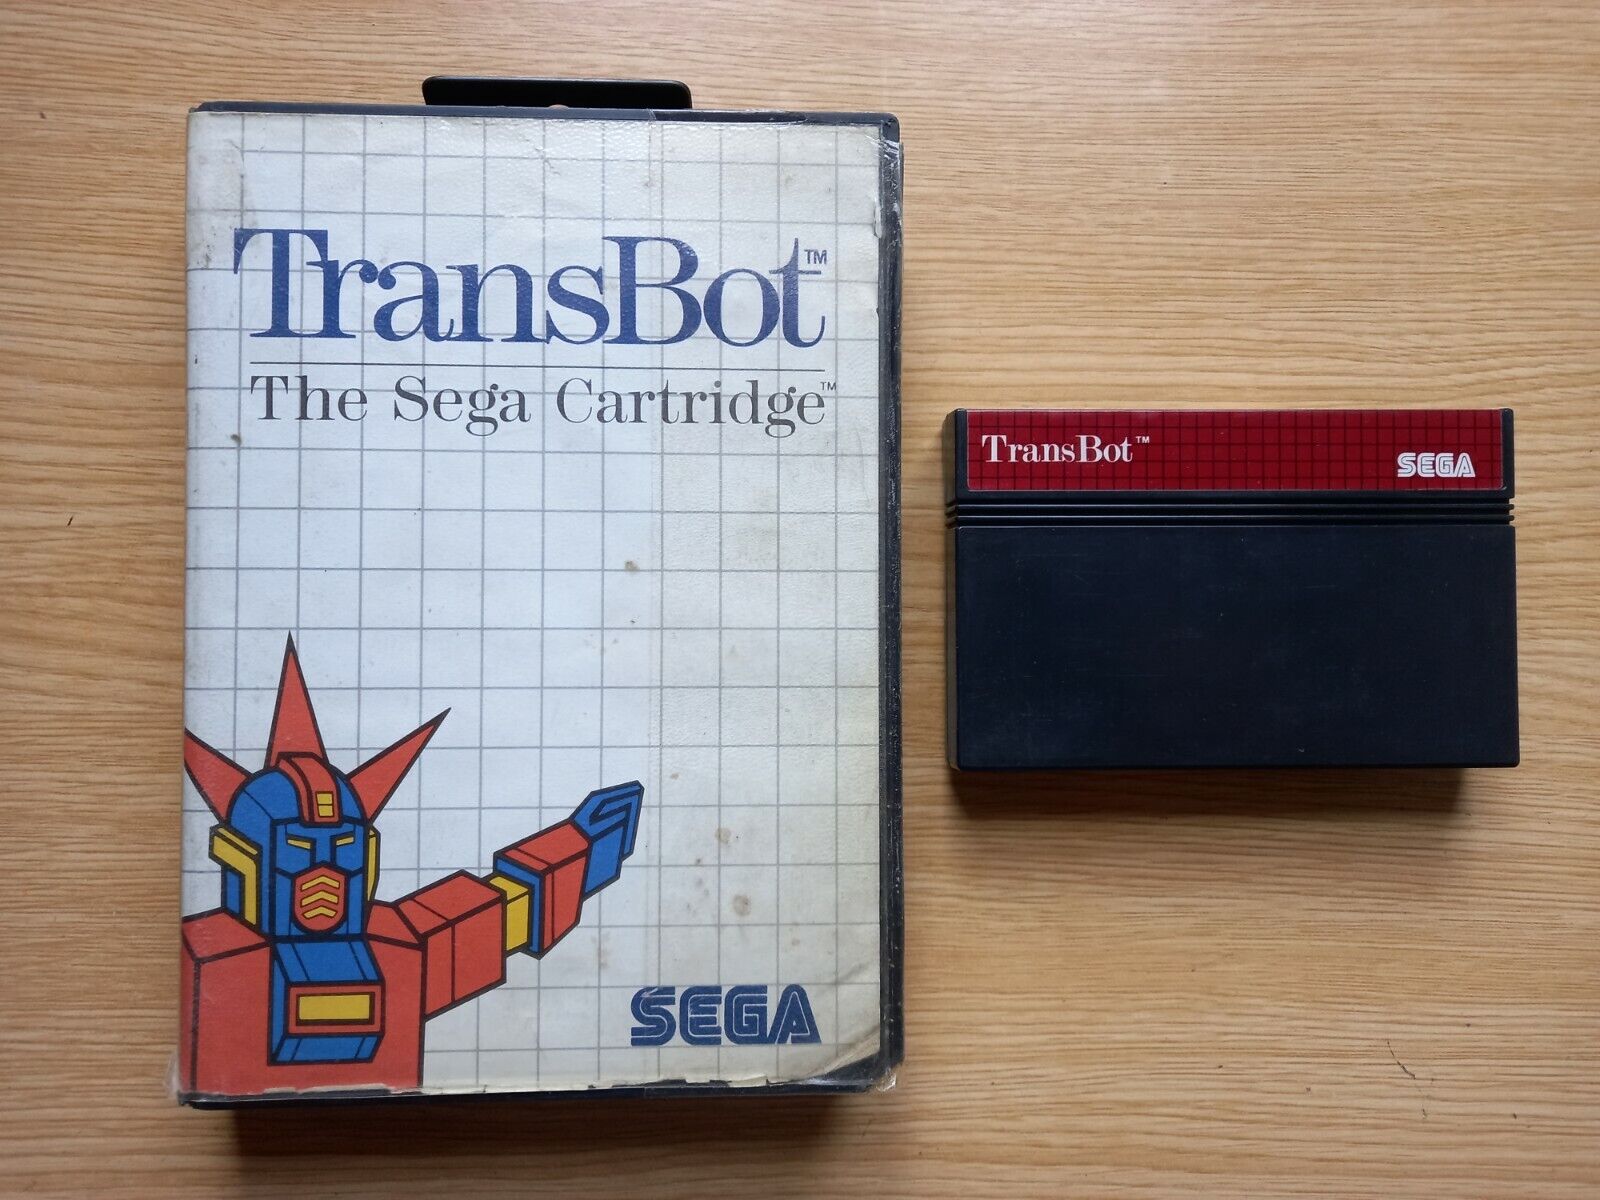 TransBot™
The Sega Cartridge™
SEGA
TransBot™
SEGA